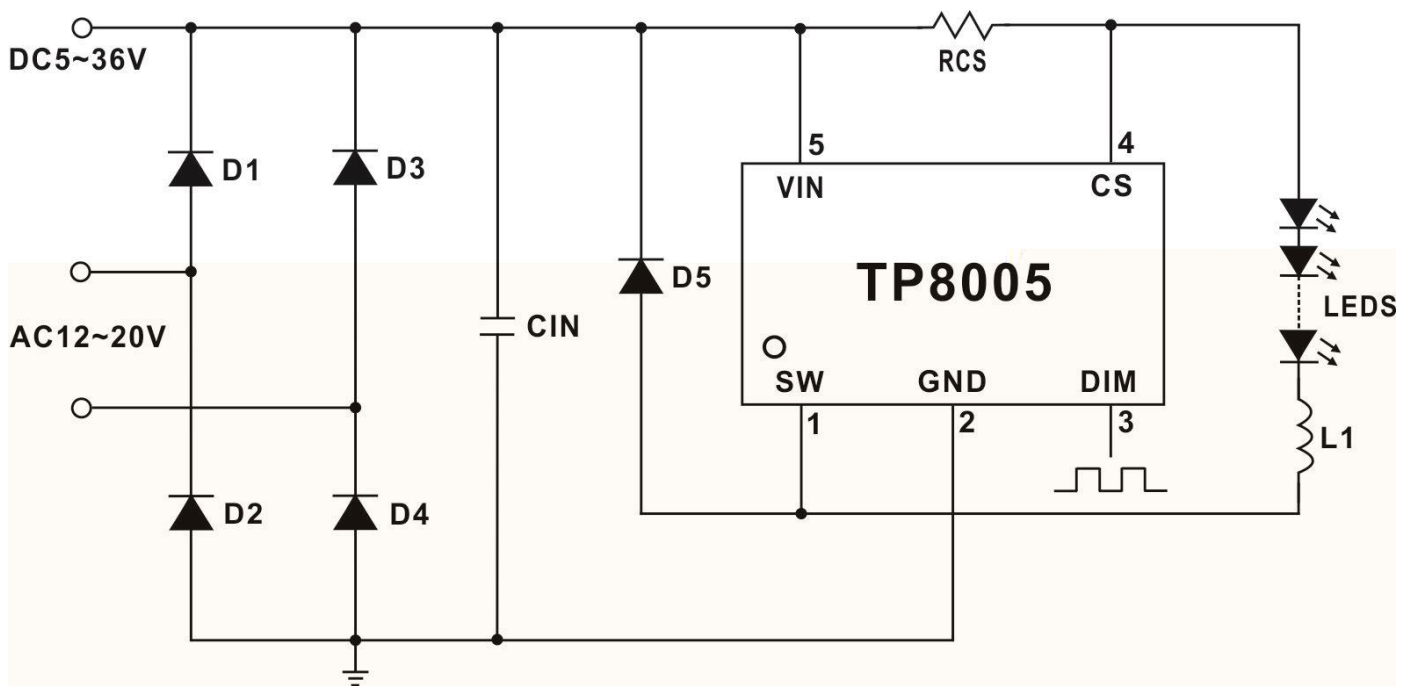 DC5~36V
RCS
5
4
D1
D3
VIN
CS
D5
TP8005
AC12~20V
CIN
LEDS
SW
GND
DIM
1
2
3
L1
D2
D4